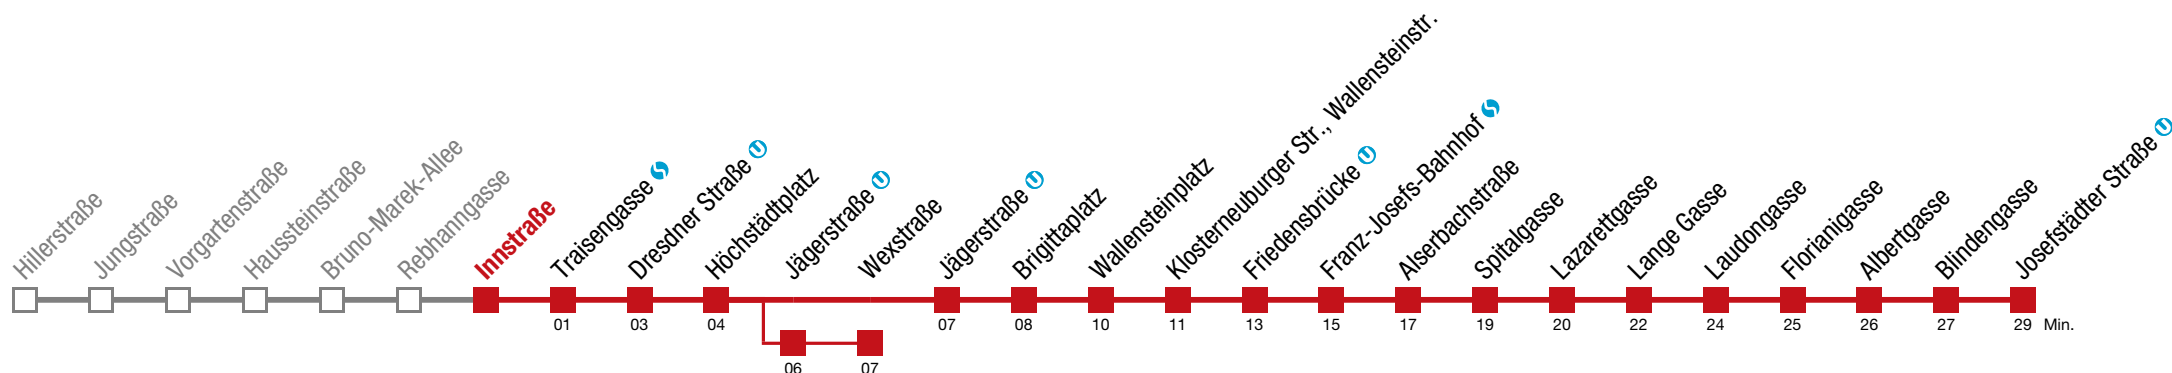 Hillerstraße
Jungstraße
Vorgartenstraße
Haussteinstraße
Bruno-Marek-Allee
Rebhanngasse
Innstraße
Traisengasse
Dresdner Straße
Höchstädtplatz
Jägerstraße
Wexstraße
Jägerstraße
Brigittaplatz
Wallensteinplatz
Klosterneuburger Str., Wallensteinstr.
Friedensbrücke
Franz-Josefs-Bahnhof
Alserbachstraße
Spitalgasse
Lazarettgasse
Lange Gasse
Laudongasse
Florianigasse
Albertgasse
Blindengasse
Josefstädter Straße
01 03 04 07 08 10 11 13 15 17 19 20 22 24 25 26 27 29 Min.
06 07